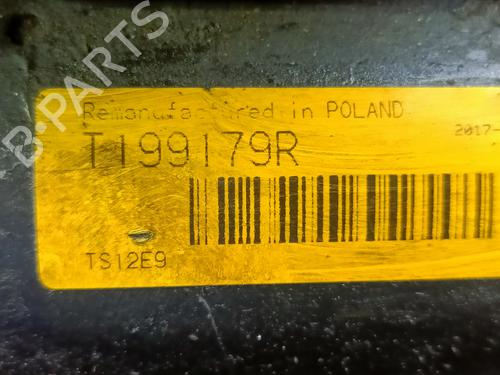 B-PARTS
Remanufactured in POLAND
2017-
T199179R
TS12E9